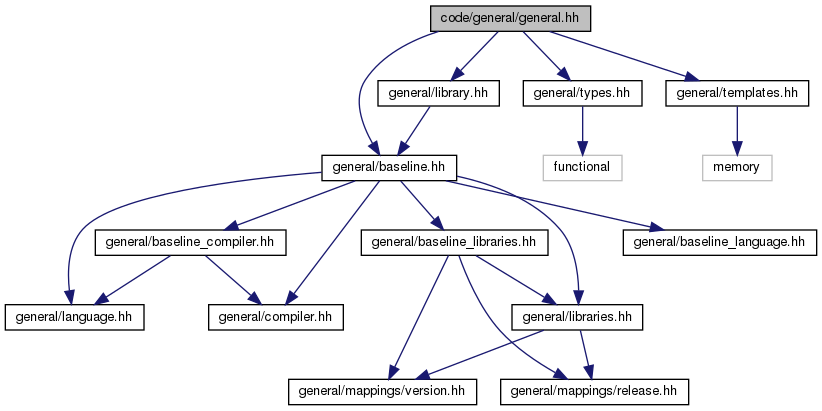 code/general/general.hh
general/library.hh
general/types.hh
general/templates.hh
general/baseline.hh
functional
memory
general/baseline_compiler.hh
general/baseline_libraries.hh
general/baseline_language.hh
general/language.hh
general/compiler.hh
general/libraries.hh
general/mappings/version.hh
general/mappings/release.hh